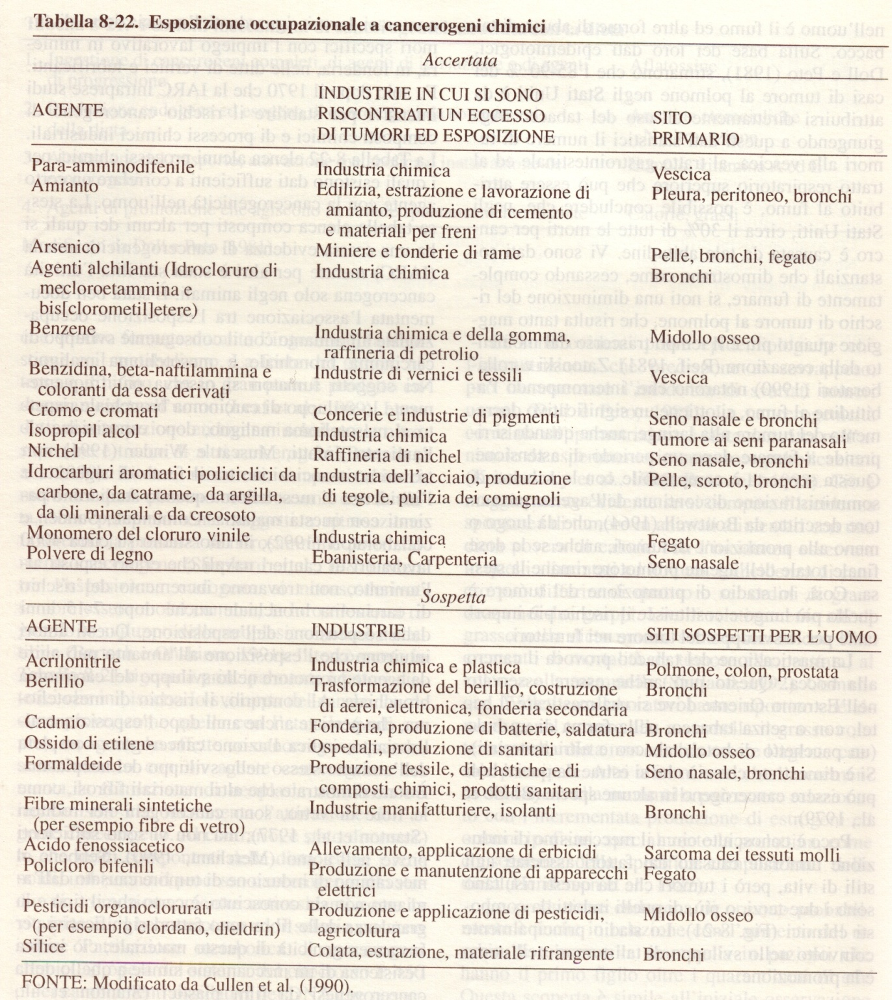 Tabella 8-22. Esposizione occupazionale a cancerogeni chimici
Accertata
AGENTE
INDUSTRIE IN CUI SI SONO
RISCONTRATI UN ECCESSO
DI TUMORI ED ESPOSIZIONE
SITO
PRIMARIO
Para-amminodifenile Industria chimica Vescica
Amianto Edilizia, estrazione e lavorazione di Pleura, peritoneo, bronchi
amianto, produzione di cemento
e materiali per freni
Arsenico Miniere e fonderie di rame Pelle, bronchi, fegato
Agenti alchilanti (Idrocloruro di Industria chimica Bronchi
mecloroetammina e
bis[clorometil]etere)
Benzene Industria chimica e della gomma, Midollo osseo
raffineria di petrolio
Benzidina, beta-naftilammina e Industrie di vernici e tessili Vescica
coloranti da essa derivati
Cromo e cromati Concerie e industrie di pigmenti Seno nasale e bronchi
Isopropil alcol Industria chimica Tumore ai seni paranasali
Nichel Raffineria di nichel Seno nasale, bronchi
Idrocarburi aromatici policiclici da Industria dell'acciaio, produzione Pelle, scroto, bronchi
carbone, da catrame, da argilla, di tegole, pulizia dei comignoli
da oli minerali e da creosoto
Monomero del cloruro vinile Industria chimica Fegato
Polvere di legno Ebanisteria, Carpenteria Seno nasale
Sospetta
AGENTE INDUSTRIE SITI SOSPETTI PER L'UOMO
Acrilonitrile Industria chimica e plastica Polmone, colon, prostata
Berillio Trasformazione del berillio, costruzione Bronchi
di aerei, elettronica, fonderia secondaria
Cadmio Fonderia, produzione di batterie, saldatura Bronchi
Ossido di etilene Ospedali, produzione di sanitari Midollo osseo
Formaldeide Produzione tessile, di plastiche e di Seno nasale, bronchi
composti chimici, prodotti sanitari
Fibre minerali sintetiche Industrie manifatturiere, isolanti Bronchi
(per esempio fibre di vetro)
Acido fenossiacetico Allevamento, applicazione di erbicidi Sarcoma dei tessuti molli
Policloro bifenili Produzione e manutenzione di apparecchi Fegato
elettrici
Pesticidi organoclorurati Produzione e applicazione di pesticidi, Midollo osseo
(per esempio clordano, dieldrin) agricoltura
Silice Colata, estrazione, materiale rifrangente Bronchi
FONTE: Modificato da Cullen et al. (1990).